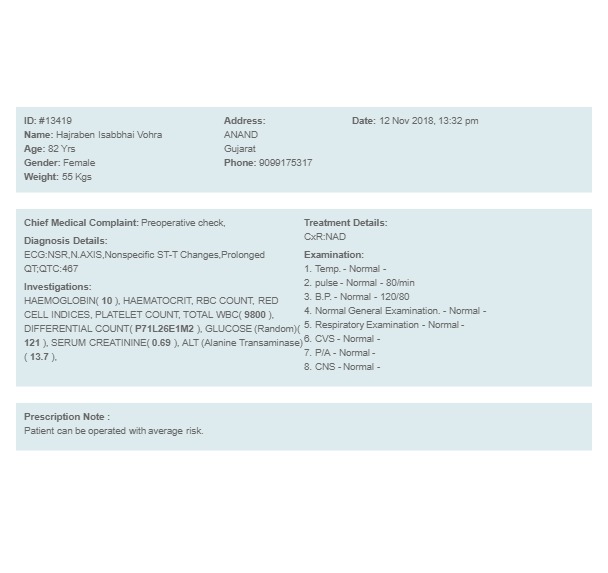 ID: #13419
Name: Hajraben Isabbhai Vohra
Age: 82 Yrs
Gender: Female
Weight: 55 Kgs
Address:
ANAND
Gujarat
Phone: 9099175317
Date: 12 Nov 2018, 13:32 pm
Chief Medical Complaint: Preoperative check,
Diagnosis Details:
ECG:NSR,N.AXIS,Nonspecific ST-T Changes,Prolonged
QT;QTC:467
Investigations:
HAEMOGLOBIN( 10 ), HAEMATOCRIT, RBC COUNT, RED
CELL INDICES, PLATELET COUNT, TOTAL WBC( 9800 ),
DIFFERENTIAL COUNT( P71L26E1M2 ), GLUCOSE (Random)(
121 ), SERUM CREATININE( 0.69 ), ALT (Alanine Transaminase)
( 13.7 ),
Treatment Details:
CxR:NAD
Examination:
1. Temp. - Normal -
2. pulse - Normal - 80/min
3. B.P. - Normal - 120/80
4. Normal General Examination. - Normal -
5. Respiratory Examination - Normal -
6. CVS - Normal -
7. P/A - Normal -
8. CNS - Normal -
Prescription Note :
Patient can be operated with average risk.